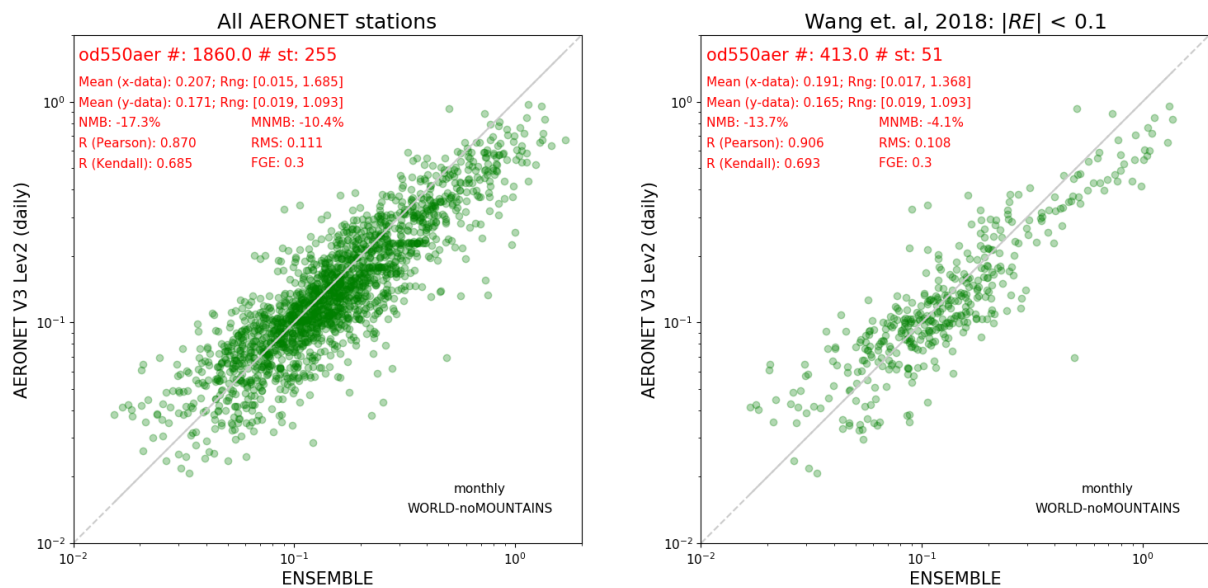 All AERONET stations
od550aer #: 1860.0 # st: 255
Mean (x-data): 0.207; Rng: [0.015, 1.685]
Mean (y-data): 0.171; Rng: [0.019, 1.093]
NMB: -17.3% MNMB: -10.4%
R (Pearson): 0.870 RMS: 0.111
R (Kendall): 0.685 FGE: 0.3
AERONET V3 Lev2 (daily)
10⁰
10⁻¹
10⁻²
monthly
WORLD-noMOUNTAINS
10⁻² 10⁻¹ 10⁰
ENSEMBLE
Wang et. al, 2018: |RE| < 0.1
od550aer #: 413.0 # st: 51
Mean (x-data): 0.191; Rng: [0.017, 1.368]
Mean (y-data): 0.165; Rng: [0.019, 1.093]
NMB: -13.7% MNMB: -4.1%
R (Pearson): 0.906 RMS: 0.108
R (Kendall): 0.693 FGE: 0.3
AERONET V3 Lev2 (daily)
10⁰
10⁻¹
10⁻²
monthly
WORLD-noMOUNTAINS
10⁻² 10⁻¹ 10⁰
ENSEMBLE